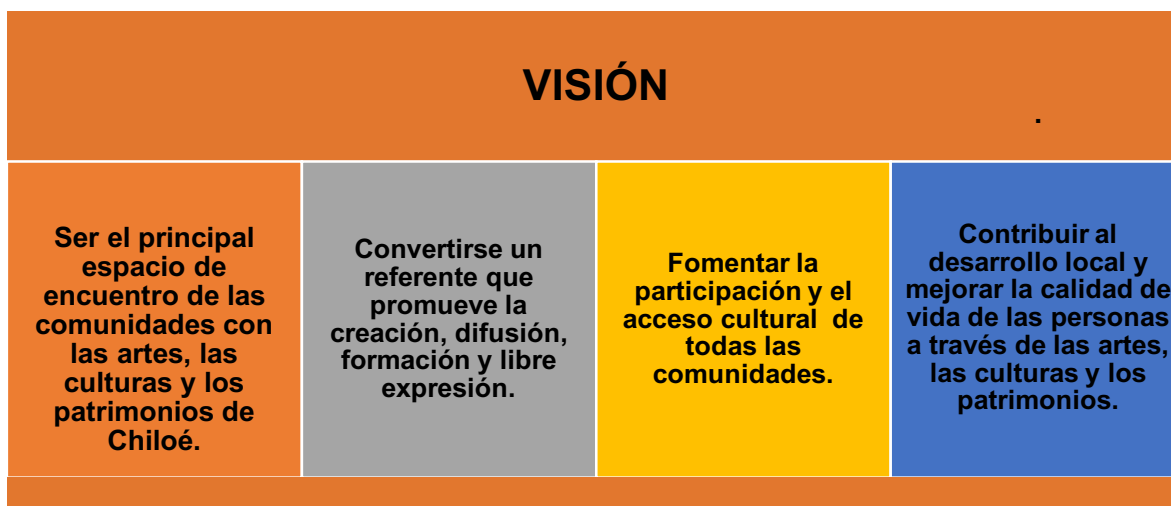 VISIÓN
.
Ser el principal
espacio de
encuentro de las
comunidades con
las artes, las
culturas y los
patrimonios de
Chiloé.
Convertirse un
referente que
promueve la
creación, difusión,
formación y libre
expresión.
Fomentar la
participación y el
acceso cultural de
todas las
comunidades.
Contribuir al
desarrollo local y
mejorar la calidad de
vida de las personas
a través de las artes,
las culturas y los
patrimonios.